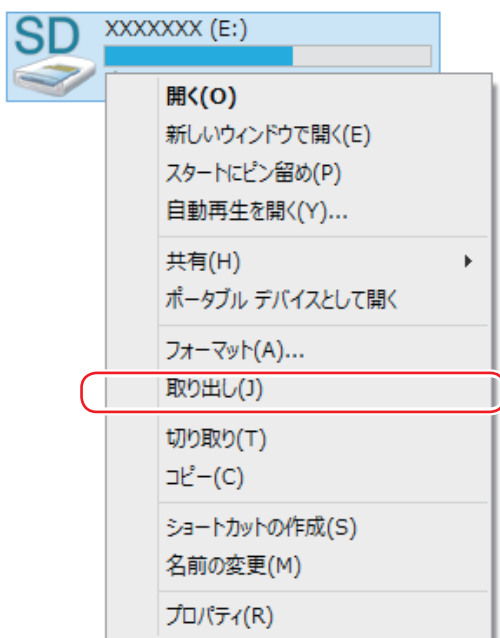 SD
XXXXXXX (E:)
開く(O)
新しいウィンドウで開く(E)
スタートにピン留め(P)
自動再生を開く(Y)...
共有(H)
ポータブル デバイスとして開く
フォーマット(A)...
取り出し(J)
切り取り(T)
コピー(C)
ショートカットの作成(S)
名前の変更(M)
プロパティ(R)